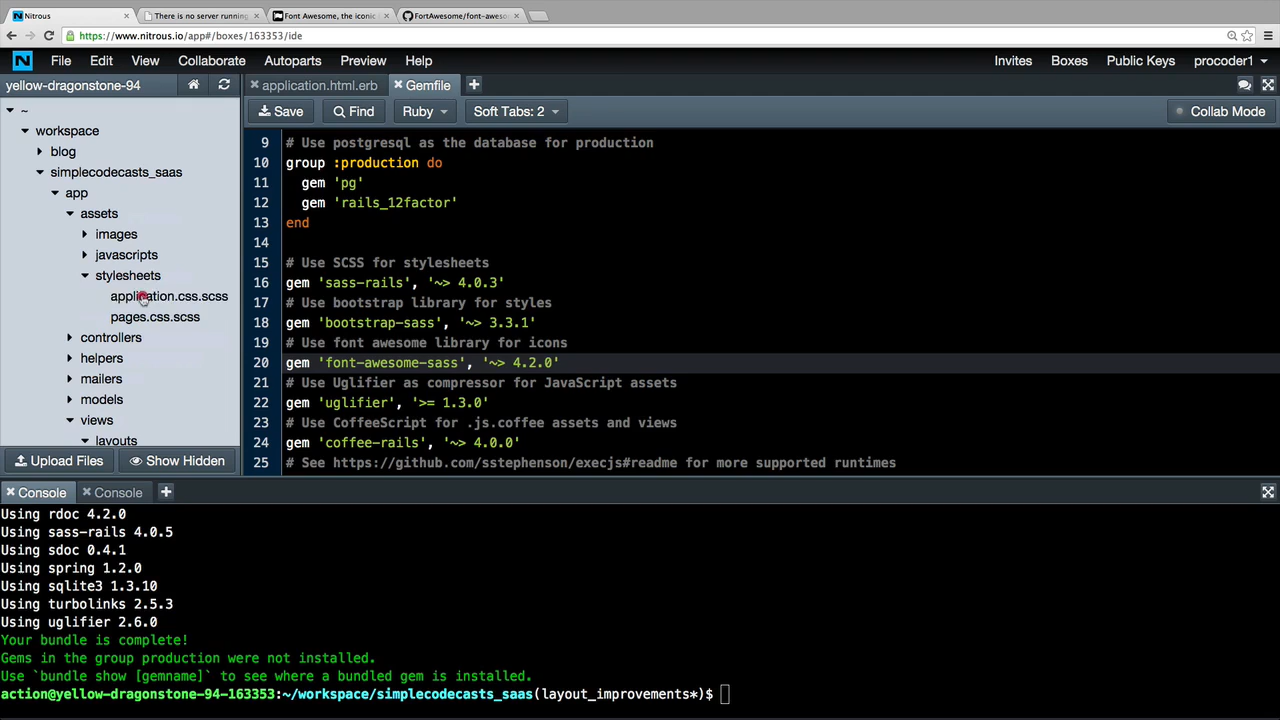 Nitrous
There is no server running
Font Awesome, the iconic
FortAwesome/font-aweso
https://www.nitrous.io/app#/boxes/163353/ide
N
File
Edit
View
Collaborate
Autoparts
Preview
Help
Invites
Boxes
Public Keys
procoder1
yellow-dragonstone-94
application.html.erb
Gemfile
Save
Find
Ruby
Soft Tabs: 2
Collab Mode
~
workspace
blog
simplecodecasts_saas
app
assets
images
javascripts
stylesheets
application.css.scss
pages.css.scss
controllers
helpers
mailers
models
views
layouts
Upload Files
Show Hidden
9 # Use postgresql as the database for production
10 group :production do
11 gem 'pg'
12 gem 'rails_12factor'
13 end
14
15 # Use SCSS for stylesheets
16 gem 'sass-rails', '~> 4.0.3'
17 # Use bootstrap library for styles
18 gem 'bootstrap-sass', '~> 3.3.1'
19 # Use font awesome library for icons
20 gem 'font-awesome-sass', '~> 4.2.0'
21 # Use Uglifier as compressor for JavaScript assets
22 gem 'uglifier', '>= 1.3.0'
23 # Use CoffeeScript for .js.coffee assets and views
24 gem 'coffee-rails', '~> 4.0.0'
25 # See https://github.com/sstephenson/execjs#readme for more supported runtimes
Console
Console
Using rdoc 4.2.0
Using sass-rails 4.0.5
Using sdoc 0.4.1
Using spring 1.2.0
Using sqlite3 1.3.10
Using turbolinks 2.5.3
Using uglifier 2.6.0
Your bundle is complete!
Gems in the group production were not installed.
Use `bundle show [gemname]` to see where a bundled gem is installed.
action@yellow-dragonstone-94-163353:~/workspace/simplecodecasts_saas(layout_improvements*)$